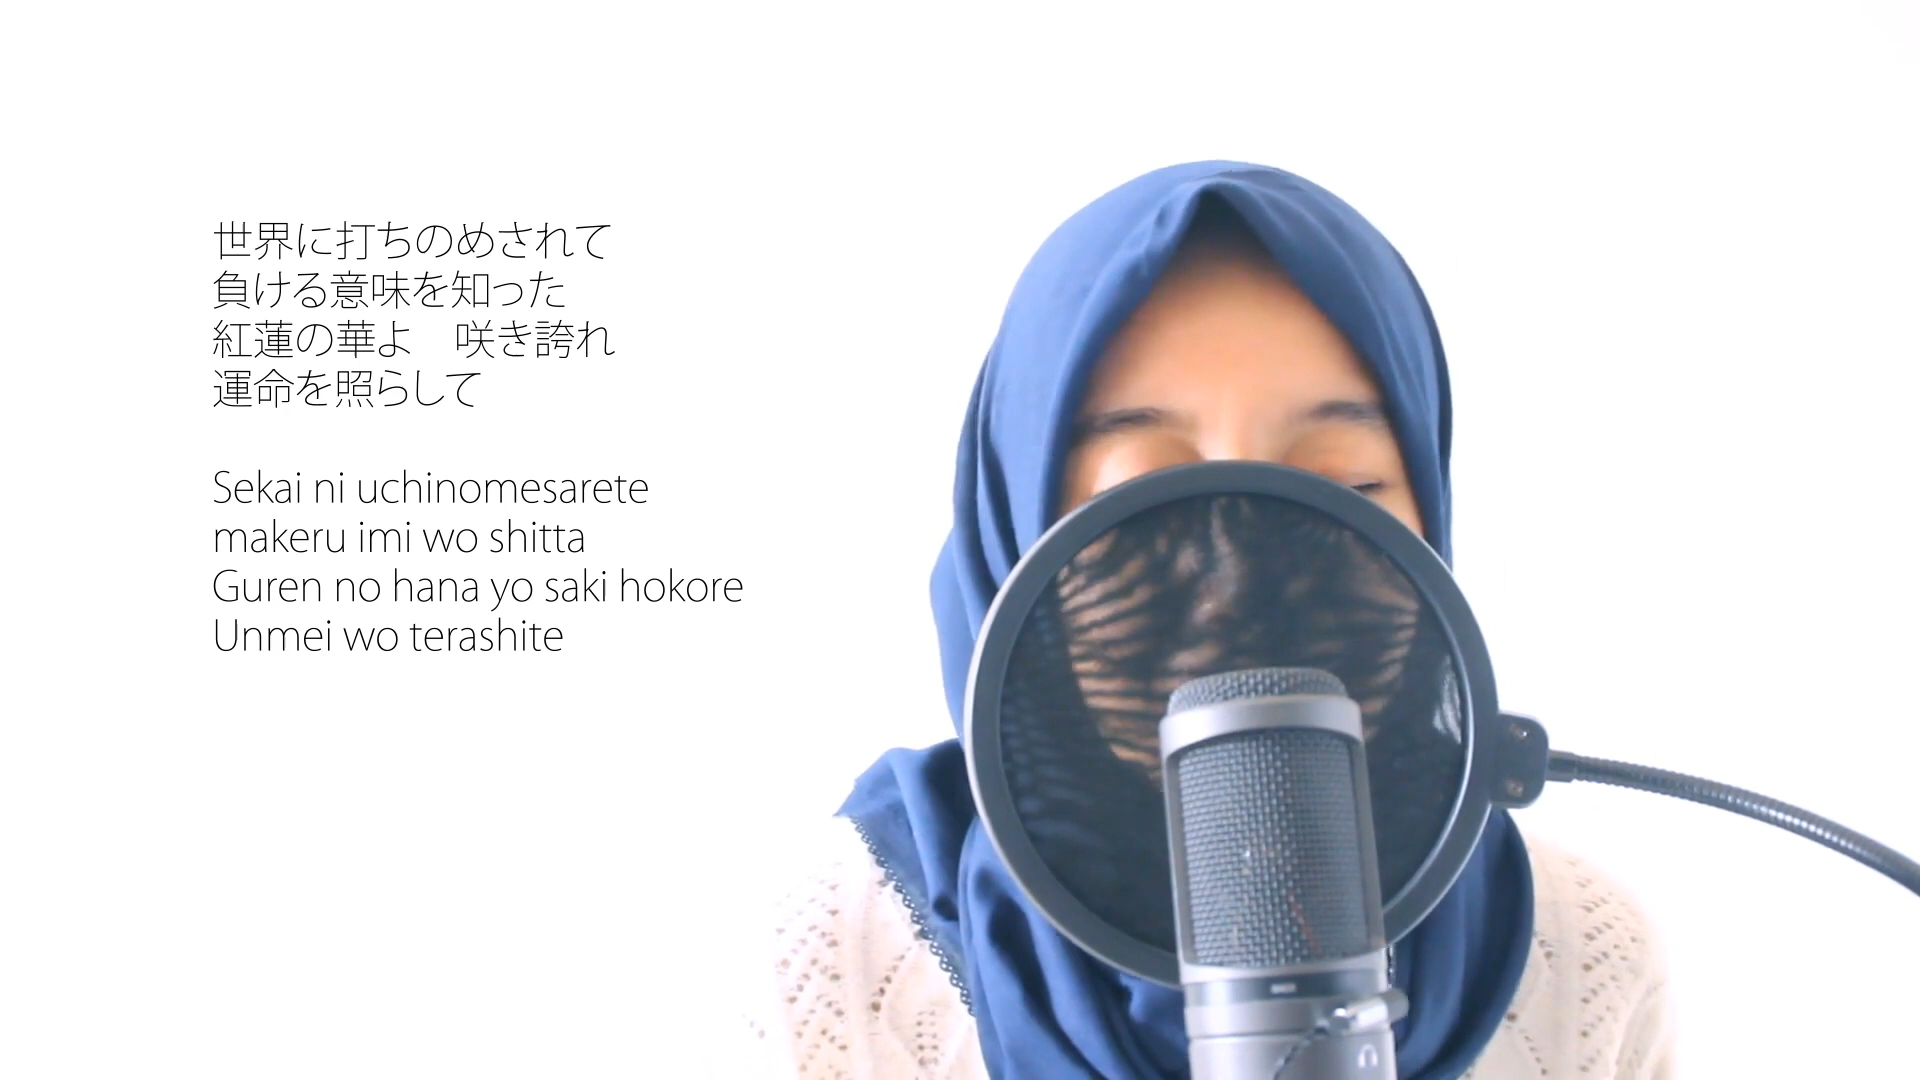 世界に打ちのめされて
負ける意味を知った
紅蓮の華よ　咲き誇れ
運命を照らして
Sekai ni uchinomesarete
makeru imi wo shitta
Guren no hana yo saki hokore
Unmei wo terashite